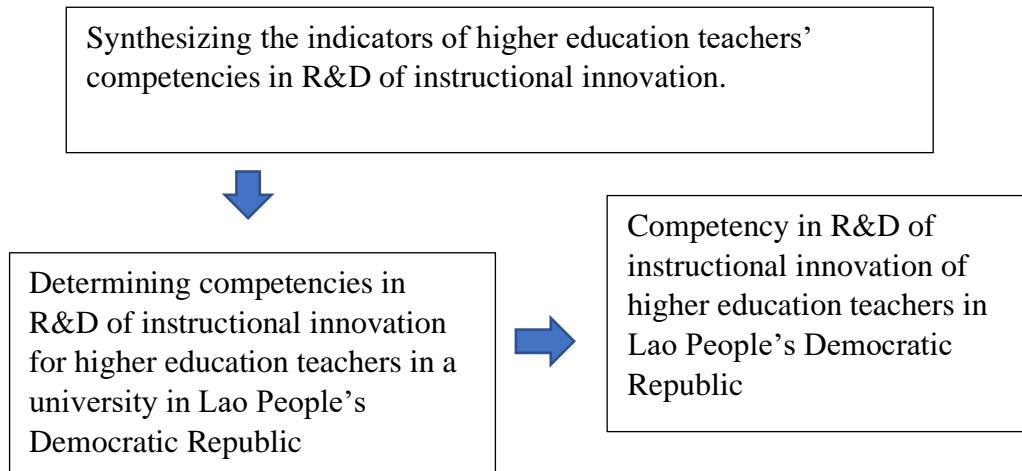 Synthesizing the indicators of higher education teachers’
competencies in R&D of instructional innovation.
Determining competencies in
R&D of instructional innovation
for higher education teachers in a
university in Lao People’s
Democratic Republic
Competency in R&D of
instructional innovation of
higher education teachers in
Lao People’s Democratic
Republic